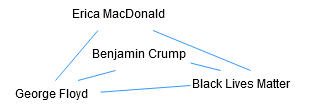 Erica MacDonald
Benjamin Crump
Black Lives Matter
George Floyd